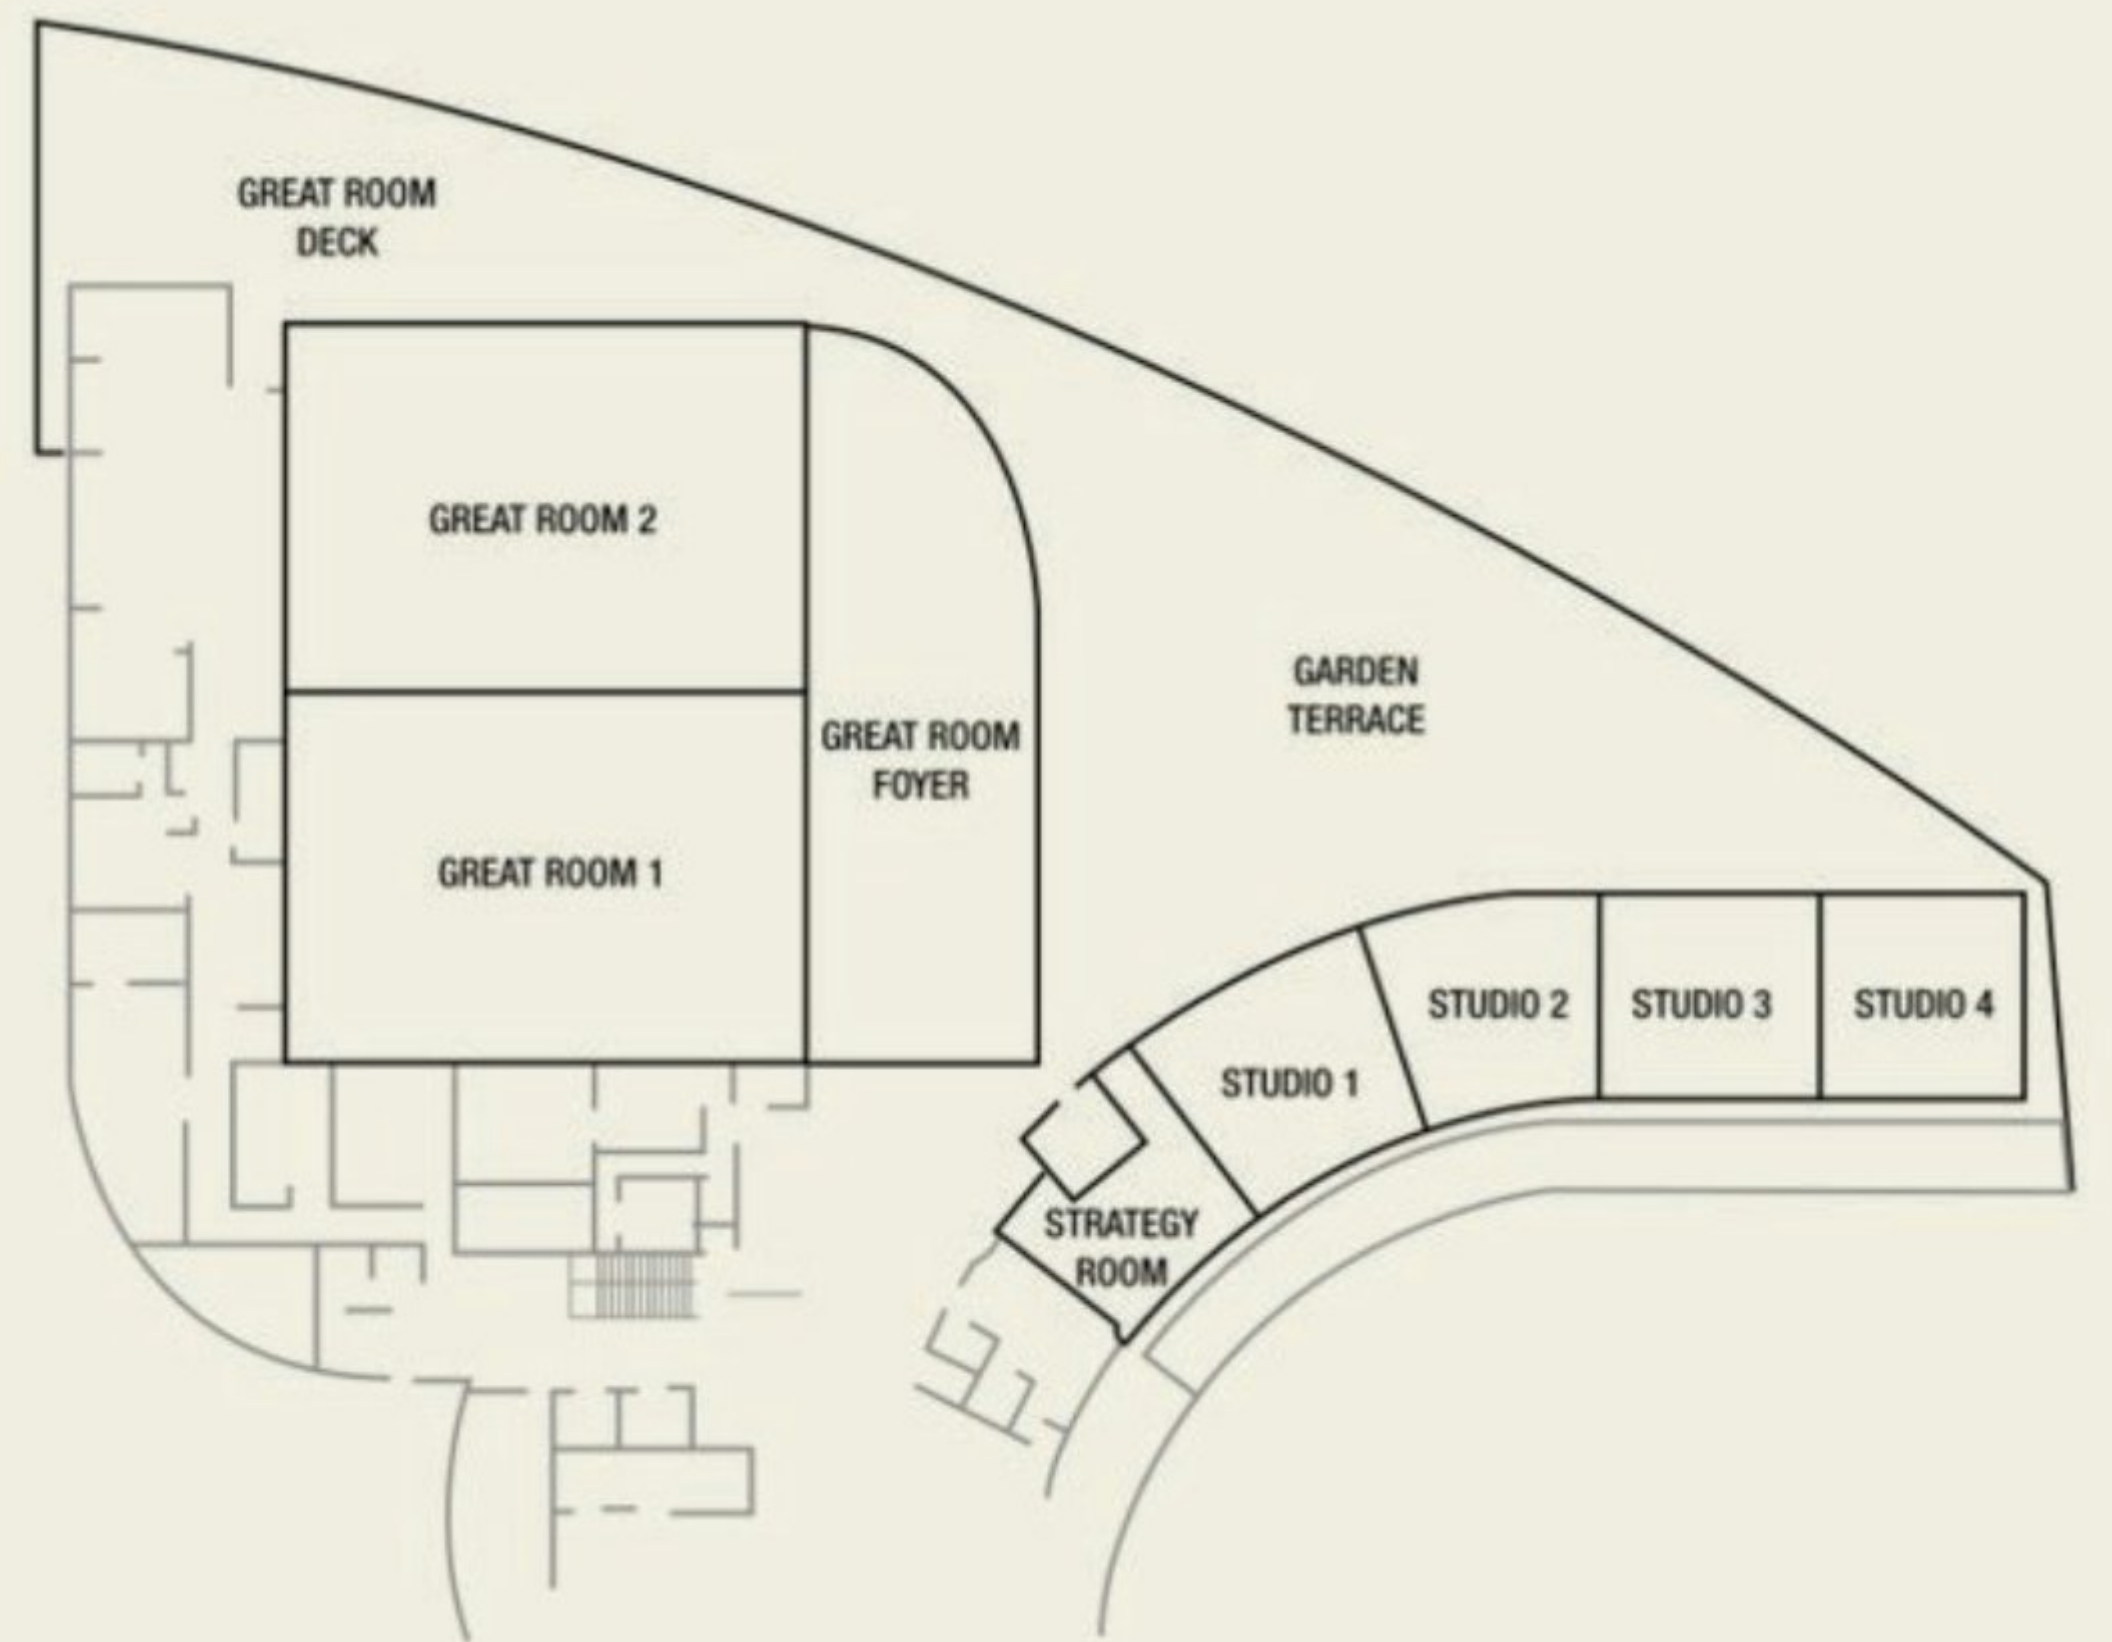 GREAT ROOM
DECK
GREAT ROOM 2
GARDEN
TERRACE
GREAT ROOM
FOYER
GREAT ROOM 1
STUDIO 1
STUDIO 2
STUDIO 3
STUDIO 4
STRATEGY
ROOM